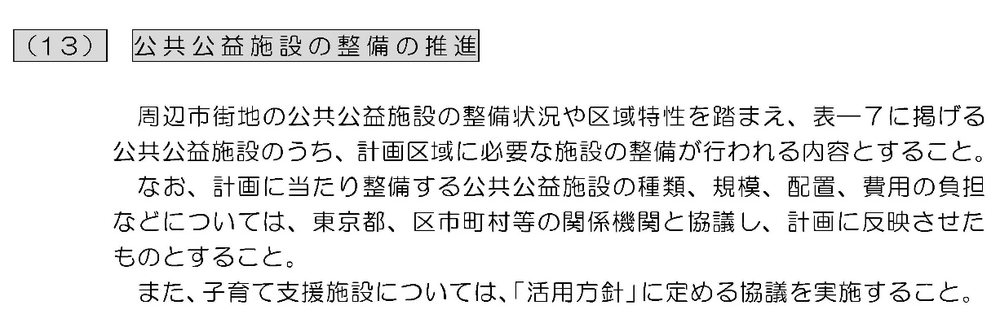 （１３） 公共公益施設の整備の推進
周辺市街地の公共公益施設の整備状況や区域特性を踏まえ、表―７に掲げる
公共公益施設のうち、計画区域に必要な施設の整備が行われる内容とすること。
なお、計画に当たり整備する公共公益施設の種類、規模、配置、費用の負担
などについては、東京都、区市町村等の関係機関と協議し、計画に反映させた
ものとすること。
また、子育て支援施設については、「活用方針」に定める協議を実施すること。